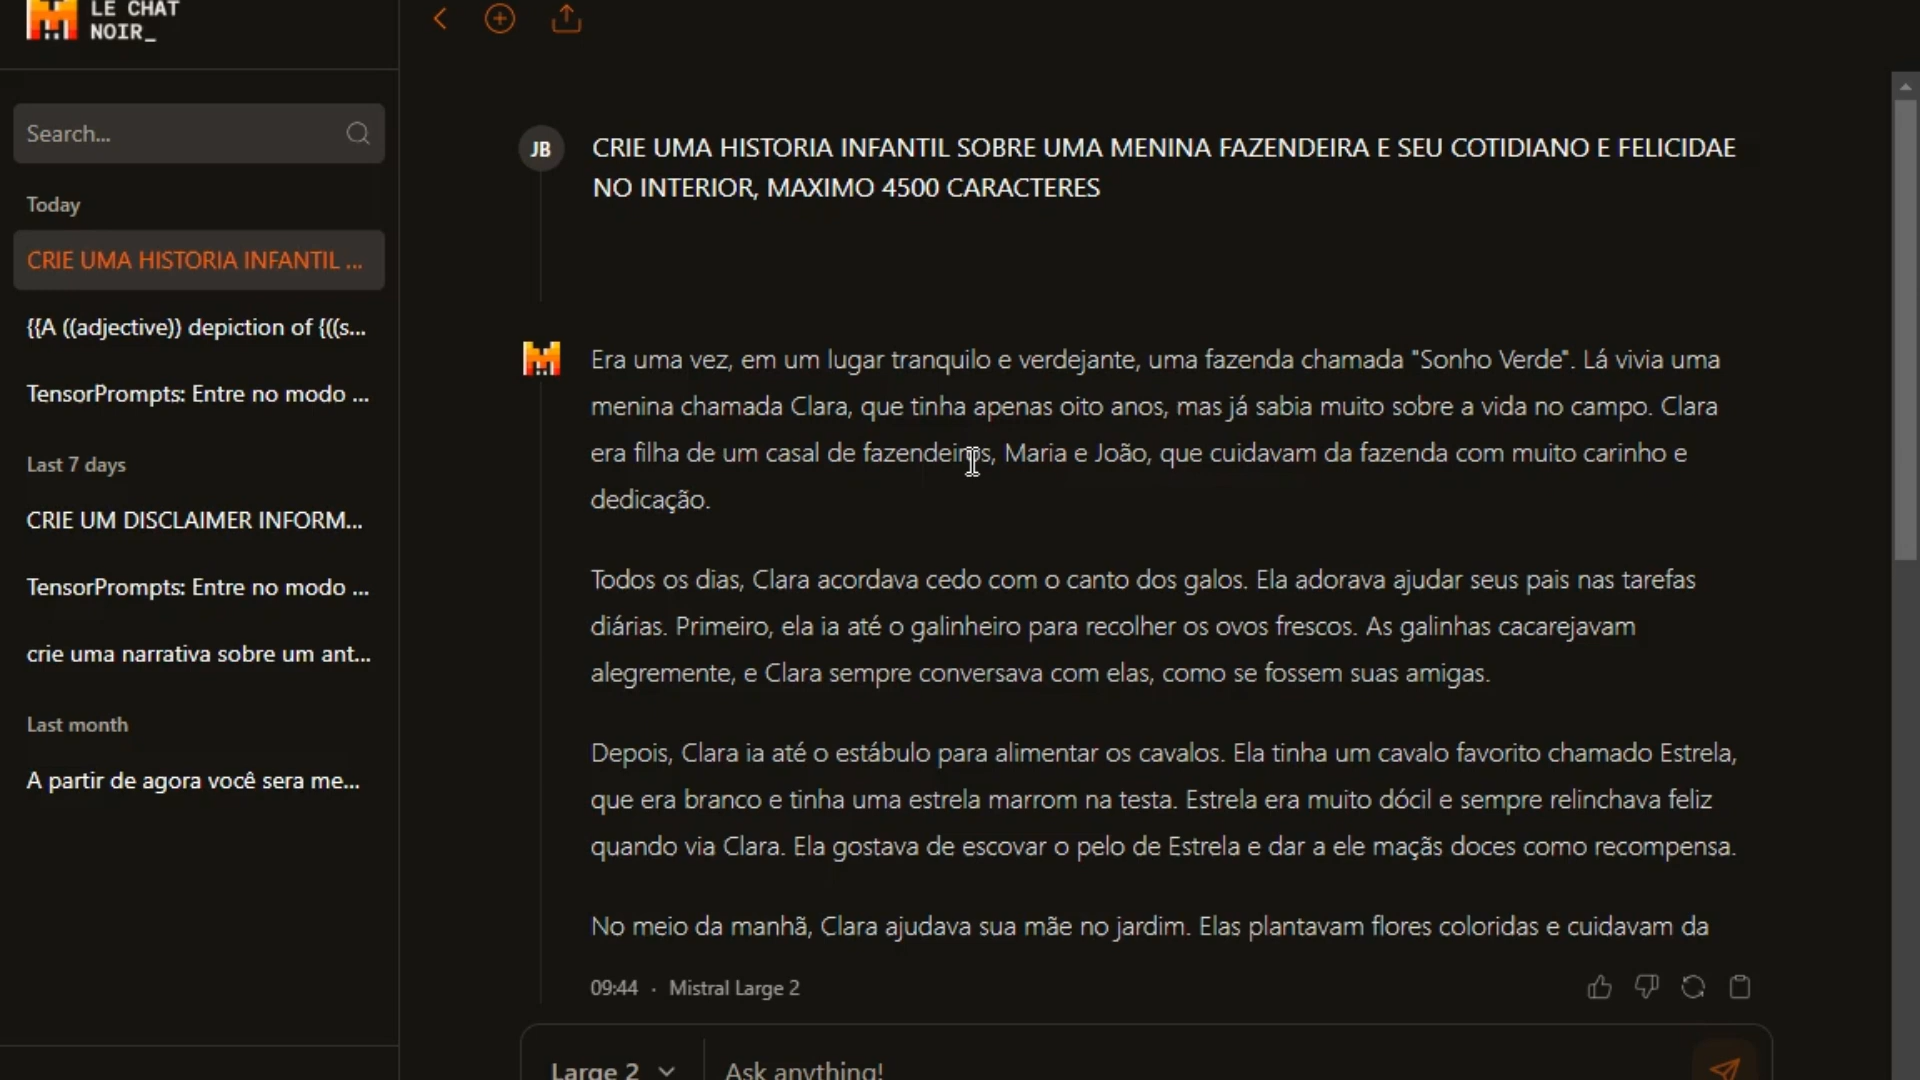 LE CHAT
NOIR_
Search...
Today
CRIE UMA HISTORIA INFANTIL ...
{{A ((adjective)) depiction of {((s...
TensorPrompts: Entre no modo ...
Last 7 days
CRIE UM DISCLAIMER INFORM...
TensorPrompts: Entre no modo ...
crie uma narrativa sobre um ant...
Last month
A partir de agora você sera me...
JB
CRIE UMA HISTORIA INFANTIL SOBRE UMA MENINA FAZENDEIRA E SEU COTIDIANO E FELICIDAE
NO INTERIOR, MAXIMO 4500 CARACTERES
Era uma vez, em um lugar tranquilo e verdejante, uma fazenda chamada "Sonho Verde". Lá vivia uma
menina chamada Clara, que tinha apenas oito anos, mas já sabia muito sobre a vida no campo. Clara
era filha de um casal de fazendeiros, Maria e João, que cuidavam da fazenda com muito carinho e
dedicação.
Todos os dias, Clara acordava cedo com o canto dos galos. Ela adorava ajudar seus pais nas tarefas
diárias. Primeiro, ela ia até o galinheiro para recolher os ovos frescos. As galinhas cacarejavam
alegremente, e Clara sempre conversava com elas, como se fossem suas amigas.
Depois, Clara ia até o estábulo para alimentar os cavalos. Ela tinha um cavalo favorito chamado Estrela,
que era branco e tinha uma estrela marrom na testa. Estrela era muito dócil e sempre relinchava feliz
quando via Clara. Ela gostava de escovar o pelo de Estrela e dar a ele maçãs doces como recompensa.
No meio da manhã, Clara ajudava sua mãe no jardim. Elas plantavam flores coloridas e cuidavam da
09:44 · Mistral Large 2
Large 2
Ask anything!